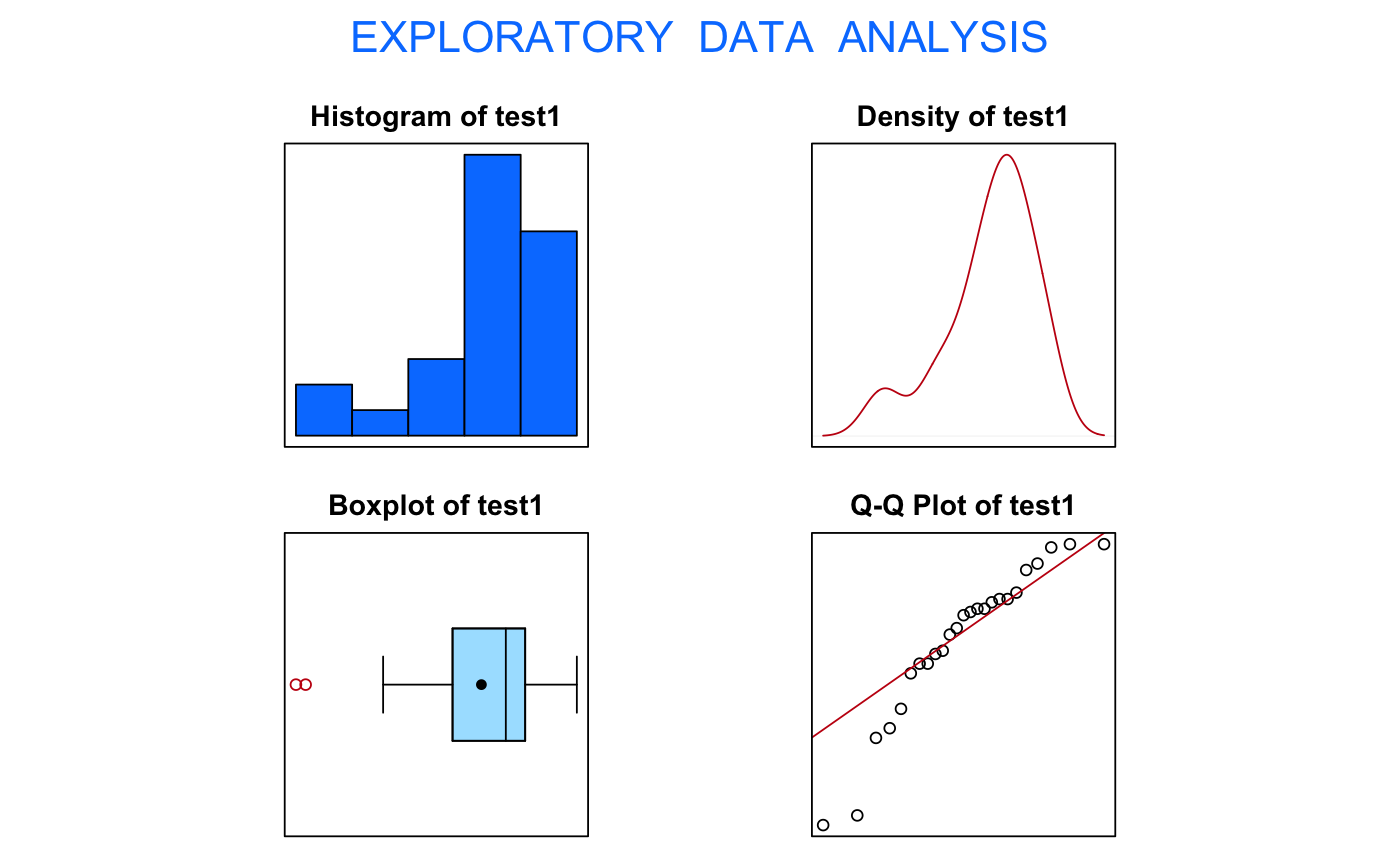 EXPLORATORY DATA ANALYSIS
Histogram of test1
Density of test1
Boxplot of test1
Q-Q Plot of test1